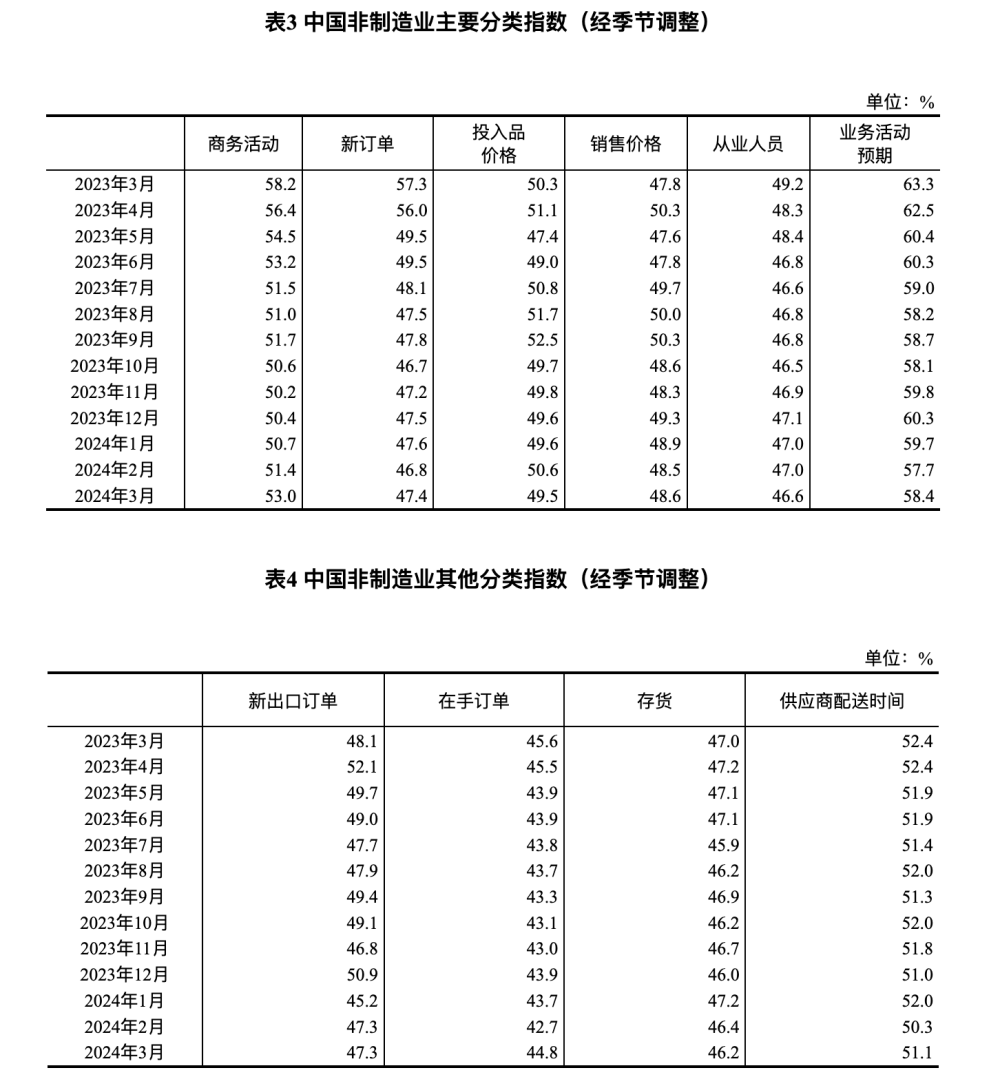 表3 中国非制造业主要分类指数（经季节调整）
单位：%
商务活动 新订单 投入品价格 销售价格 从业人员 业务活动预期
2023年3月 58.2 57.3 50.3 47.8 49.2 63.3
2023年4月 56.4 56.0 51.1 50.3 48.3 62.5
2023年5月 54.5 49.5 47.4 47.6 48.4 60.4
2023年6月 53.2 49.5 49.0 47.8 46.8 60.3
2023年7月 51.5 48.1 50.8 49.7 46.6 59.0
2023年8月 51.0 47.5 51.7 50.0 46.8 58.2
2023年9月 51.7 47.8 52.5 50.3 46.8 58.7
2023年10月 50.6 46.7 49.7 48.6 46.5 58.1
2023年11月 50.2 47.2 49.8 48.3 46.9 59.8
2023年12月 50.4 47.5 49.6 49.3 47.1 60.3
2024年1月 50.7 47.6 49.6 48.9 47.0 59.7
2024年2月 51.4 46.8 50.6 48.5 47.0 57.7
2024年3月 53.0 47.4 49.5 48.6 46.6 58.4
表4 中国非制造业其他分类指数（经季节调整）
单位：%
新出口订单 在手订单 存货 供应商配送时间
2023年3月 48.1 45.6 47.0 52.4
2023年4月 52.1 45.5 47.2 52.4
2023年5月 49.7 43.9 47.1 51.9
2023年6月 49.0 43.9 47.1 51.9
2023年7月 47.7 43.8 45.9 51.4
2023年8月 47.9 43.7 46.2 52.0
2023年9月 49.4 43.3 46.9 51.3
2023年10月 49.1 43.1 46.2 52.0
2023年11月 46.8 43.0 46.7 51.8
2023年12月 50.9 43.9 46.0 51.0
2024年1月 45.2 43.7 47.2 52.0
2024年2月 47.3 42.7 46.4 50.3
2024年3月 47.3 44.8 46.2 51.1